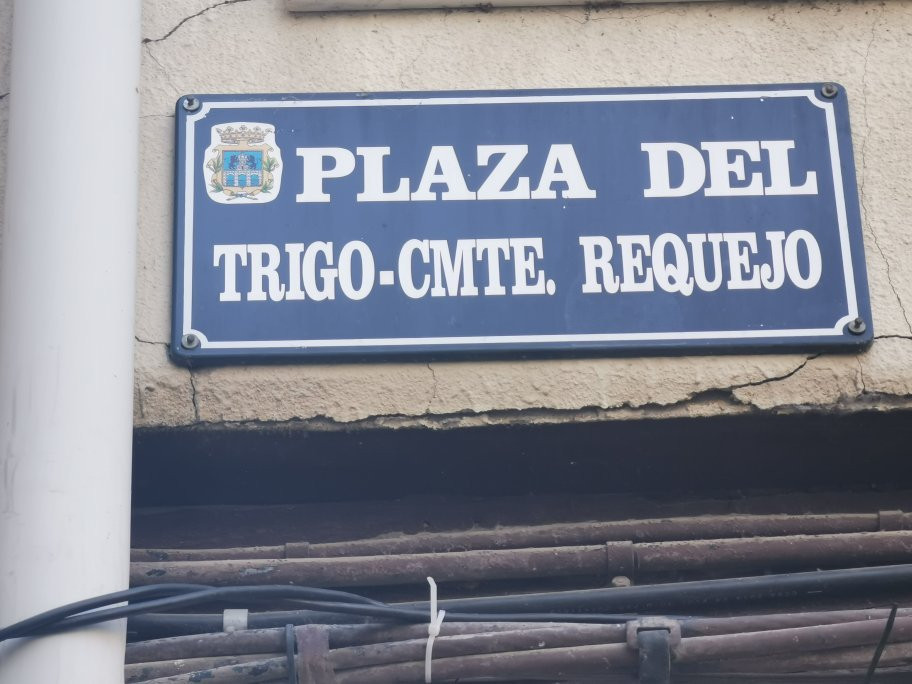 PLAZA DEL
TRIGO-CMTE. REQUEJO